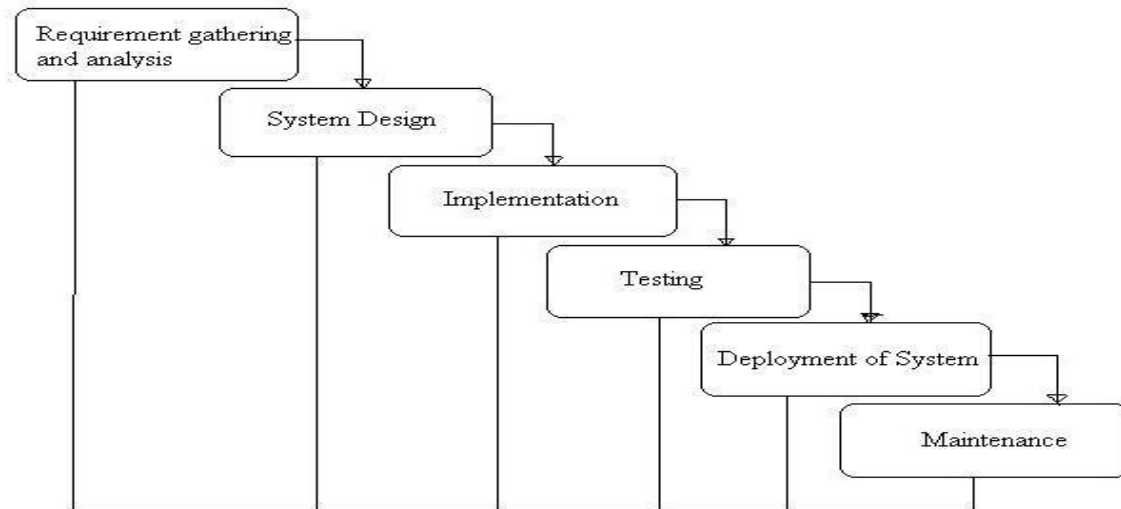 Requirement gathering
and analysis
System Design
Implementation
Testing
Deployment of System
Maintenance